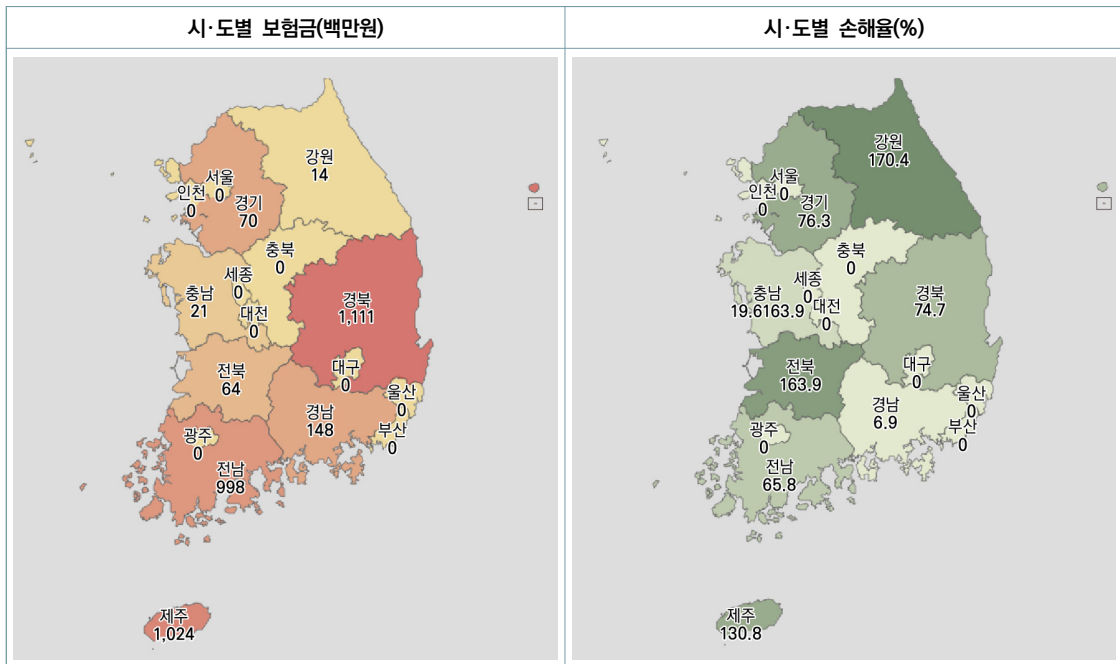 시·도별 보험금(백만원)
강원
14
서울
0
인천
0
경기
70
충북
0
세종
0
충남
21
대전
0
경북
1,111
대구
0
전북
64
울산
0
경남
148
부산
0
광주
0
전남
998
제주
1,024
시·도별 손해율(%)
강원
170.4
서울
0
인천
0
경기
76.3
충북
0
세종
0
충남
19.6163.9
대전
0
경북
74.7
대구
0
전북
163.9
울산
0
경남
6.9
부산
0
광주
0
전남
65.8
제주
130.8